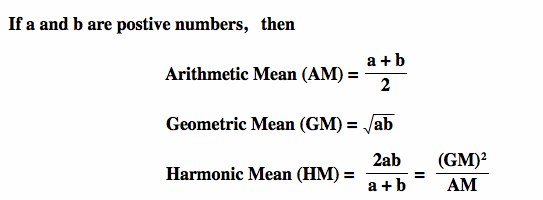 If a and b are postive numbers, then
Arithmetic Mean (AM) = (a + b)/2
Geometric Mean (GM) = √ab
Harmonic Mean (HM) = 2ab/(a + b) = (GM)²/AM